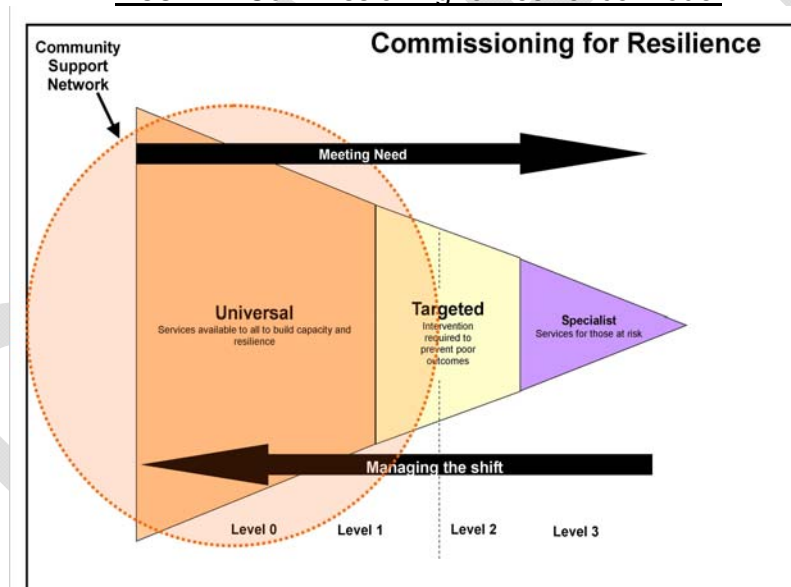 Commissioning for Resilience
Community
Support
Network
Meeting Need
Universal
Services available to all to build capacity and
resilience
Targeted
Intervention
required to
prevent poor
outcomes
Specialist
Services for those at risk
Managing the shift
Level 0
Level 1
Level 2
Level 3